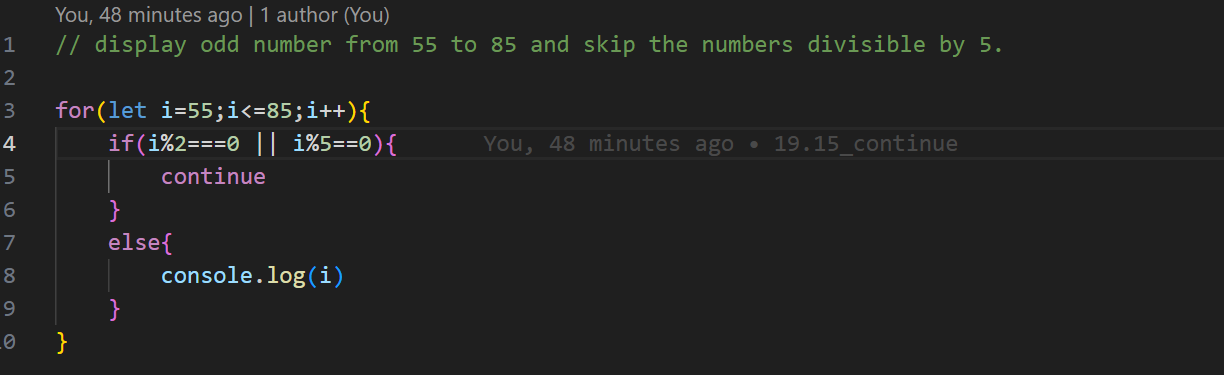 You, 48 minutes ago | 1 author (You)
1 // display odd number from 55 to 85 and skip the numbers divisible by 5.
2
3 for(let i=55;i<=85;i++){
4     if(i%2===0 || i%5==0){        You, 48 minutes ago • 19.15_continue
5         continue
6     }
7     else{
8         console.log(i)
9     }
10 }